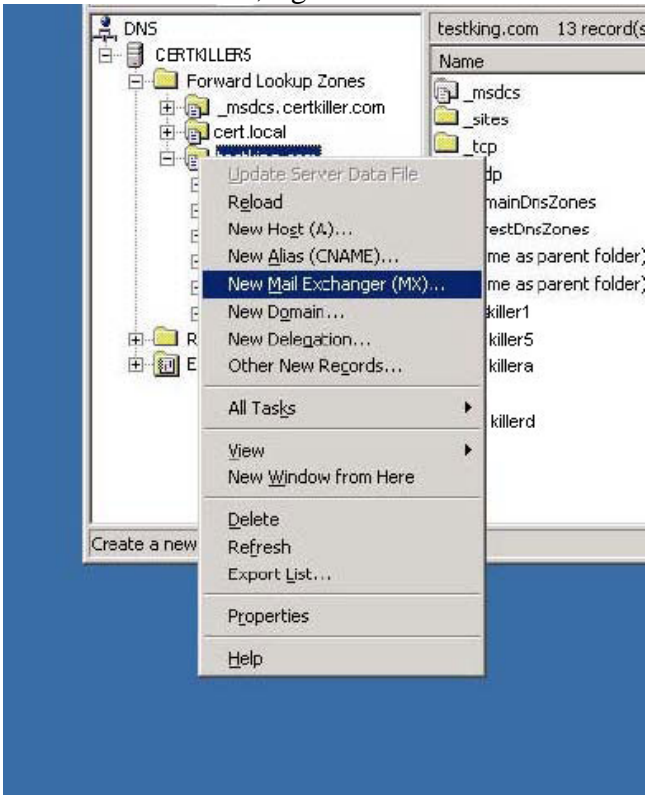 DNS
testking.com 13 record(s
CERTKILLER5
Name
Forward Lookup Zones
_msdcs
_msdcs.certkiller.com
_sites
cert.local
_tcp
Update Server Data File
dp
Reload
mainDnsZones
New Host (A)...
restDnsZones
New Alias (CNAME)...
me as parent folder)
New Mail Exchanger (MX)...
me as parent folder)
New Domain...
killer1
R
New Delegation...
killer5
E
Other New Records...
killera
All Tasks
killerd
View
New Window from Here
Delete
Create a new
Refresh
Export List...
Properties
Help